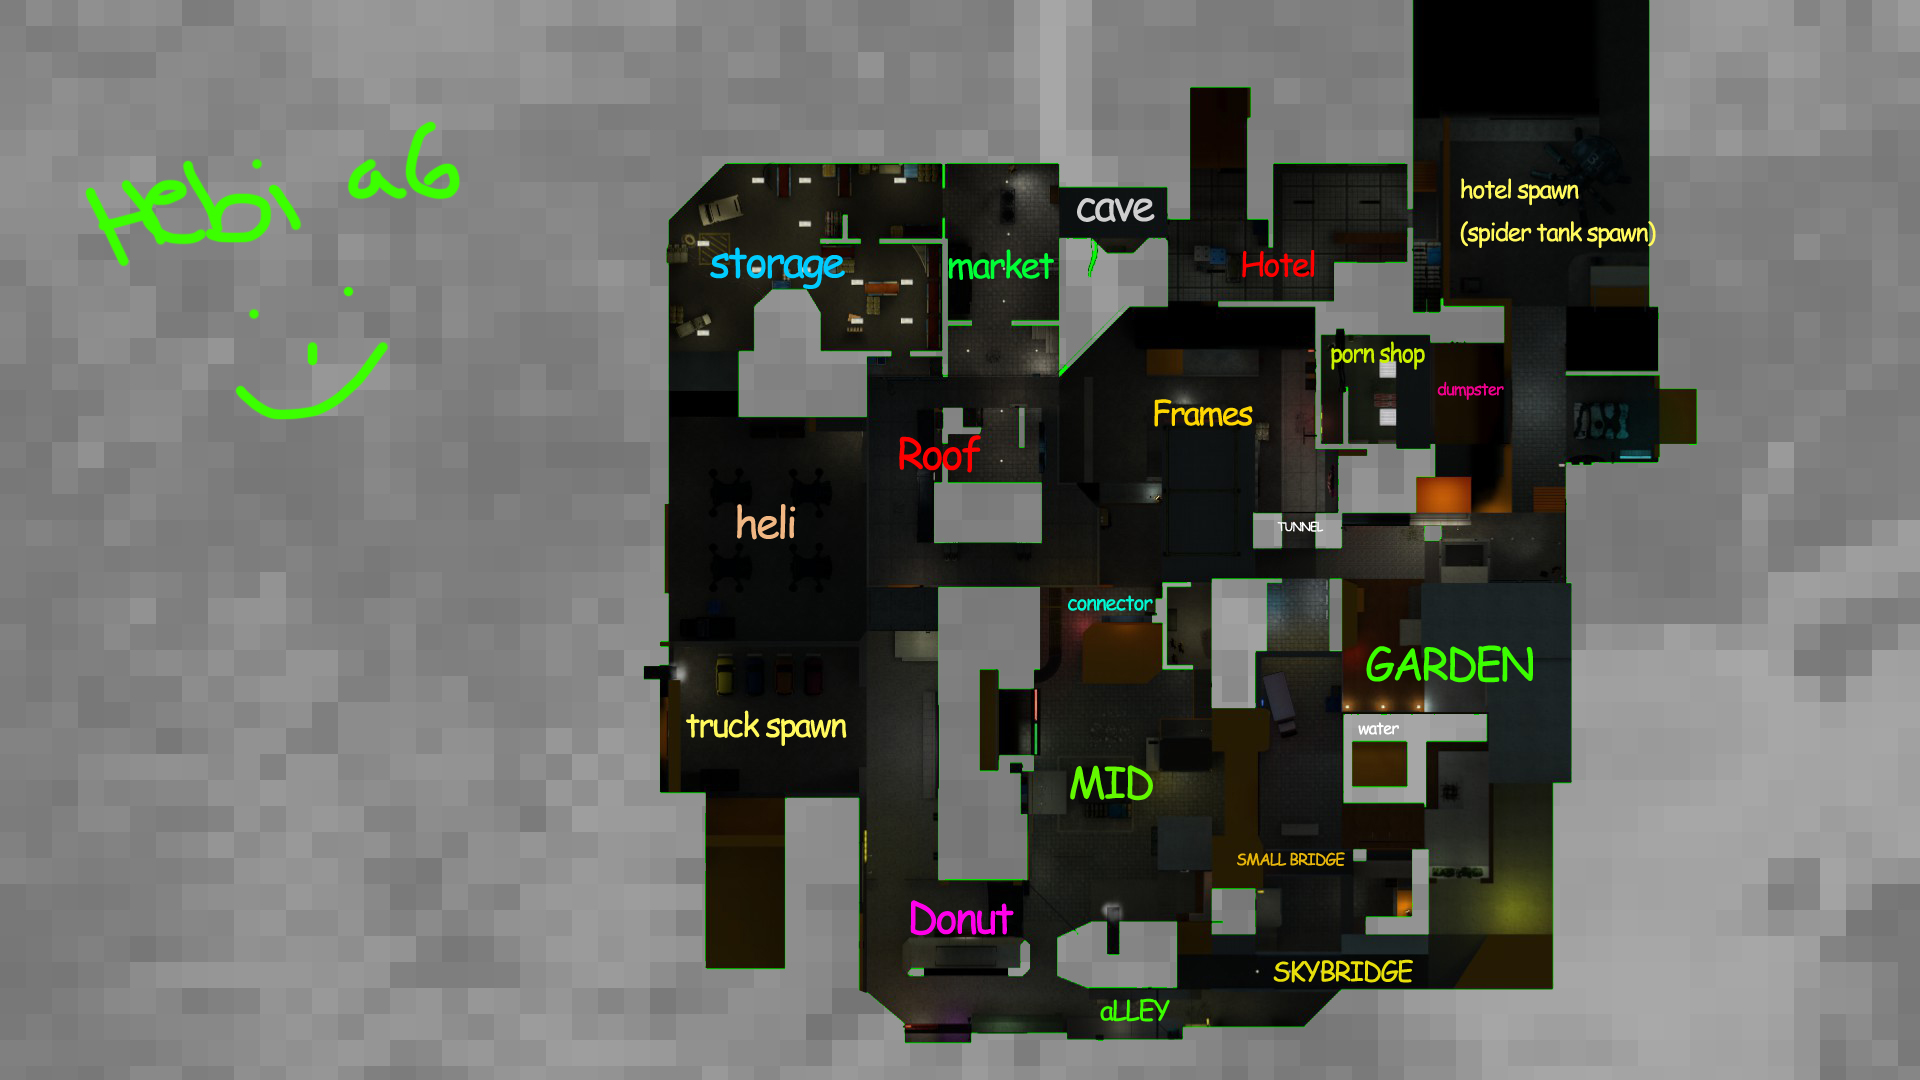 Hebi a6
hotel spawn
(spider tank spawn)
cave
storage
market
Hotel
porn shop
dumpster
Frames
Roof
heli
TUNNEL
connector
GARDEN
truck spawn
water
MID
SMALL BRIDGE
Donut
SKYBRIDGE
aLLEY